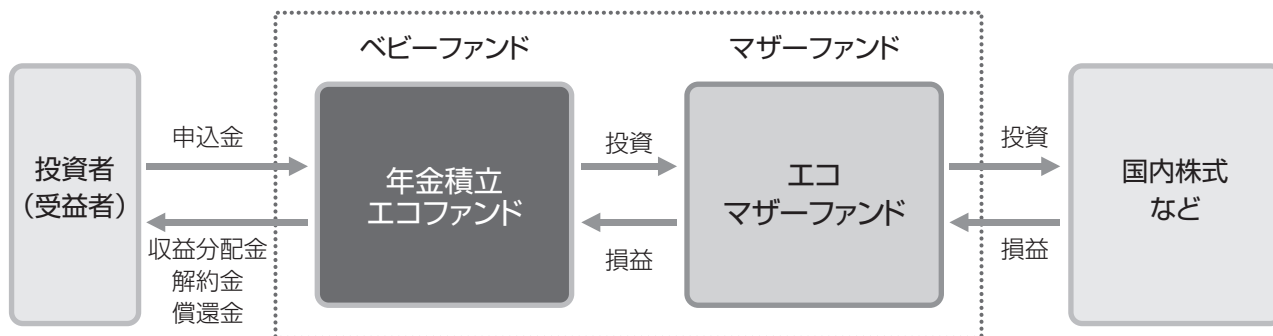 ベビーファンド
マザーファンド
投資者
（受益者）
申込金
収益分配金
解約金
償還金
年金積立
エコファンド
投資
損益
エコ
マザーファンド
投資
損益
国内株式
など